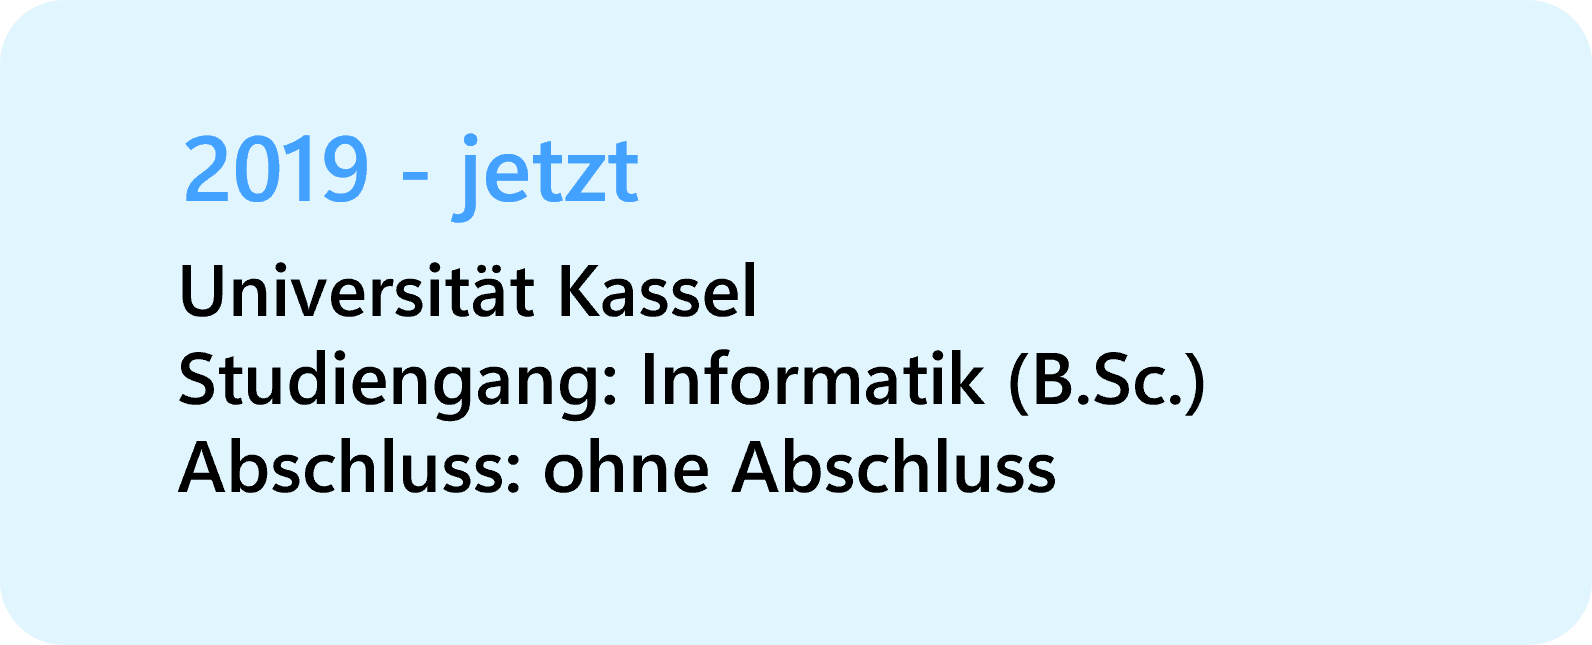 2019 - jetzt
Universität Kassel
Studiengang: Informatik (B.Sc.)
Abschluss: ohne Abschluss